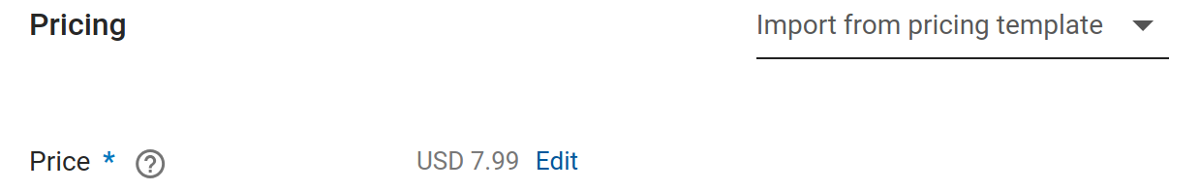 Pricing
Import from pricing template
Price * ?
USD 7.99 Edit